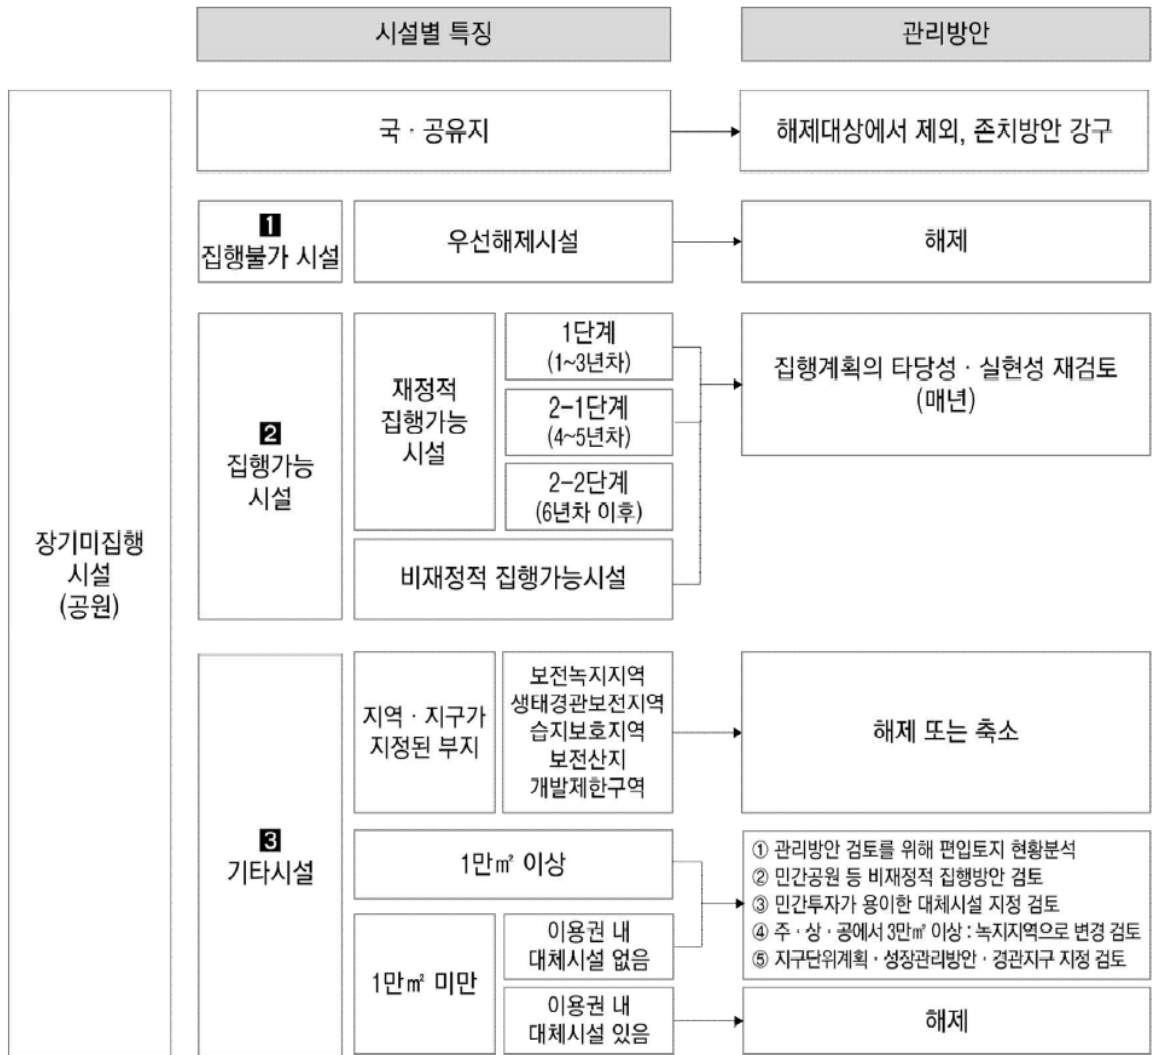 시설별 특징
관리방안
장기미집행
시설
(공원)
국 · 공유지
해제대상에서 제외, 존치방안 강구
1
집행불가 시설
우선해제시설
해제
2
집행가능
시설
재정적
집행가능
시설
1단계
(1~3년차)
2-1단계
(4~5년차)
2-2단계
(6년차 이후)
비재정적 집행가능시설
집행계획의 타당성 · 실현성 재검토
(매년)
3
기타시설
지역 · 지구가
지정된 부지
보전녹지지역
생태경관보전지역
습지보호지역
보전산지
개발제한구역
해제 또는 축소
1만㎡ 이상
1만㎡ 미만
이용권 내
대체시설 없음
① 관리방안 검토를 위해 편입토지 현황분석
② 민간공원 등 비재정적 집행방안 검토
③ 민간투자가 용이한 대체시설 지정 검토
④ 주 · 상 · 공에서 3만㎡ 이상 : 녹지지역으로 변경 검토
⑤ 지구단위계획 · 성장관리방안 · 경관지구 지정 검토
이용권 내
대체시설 있음
해제